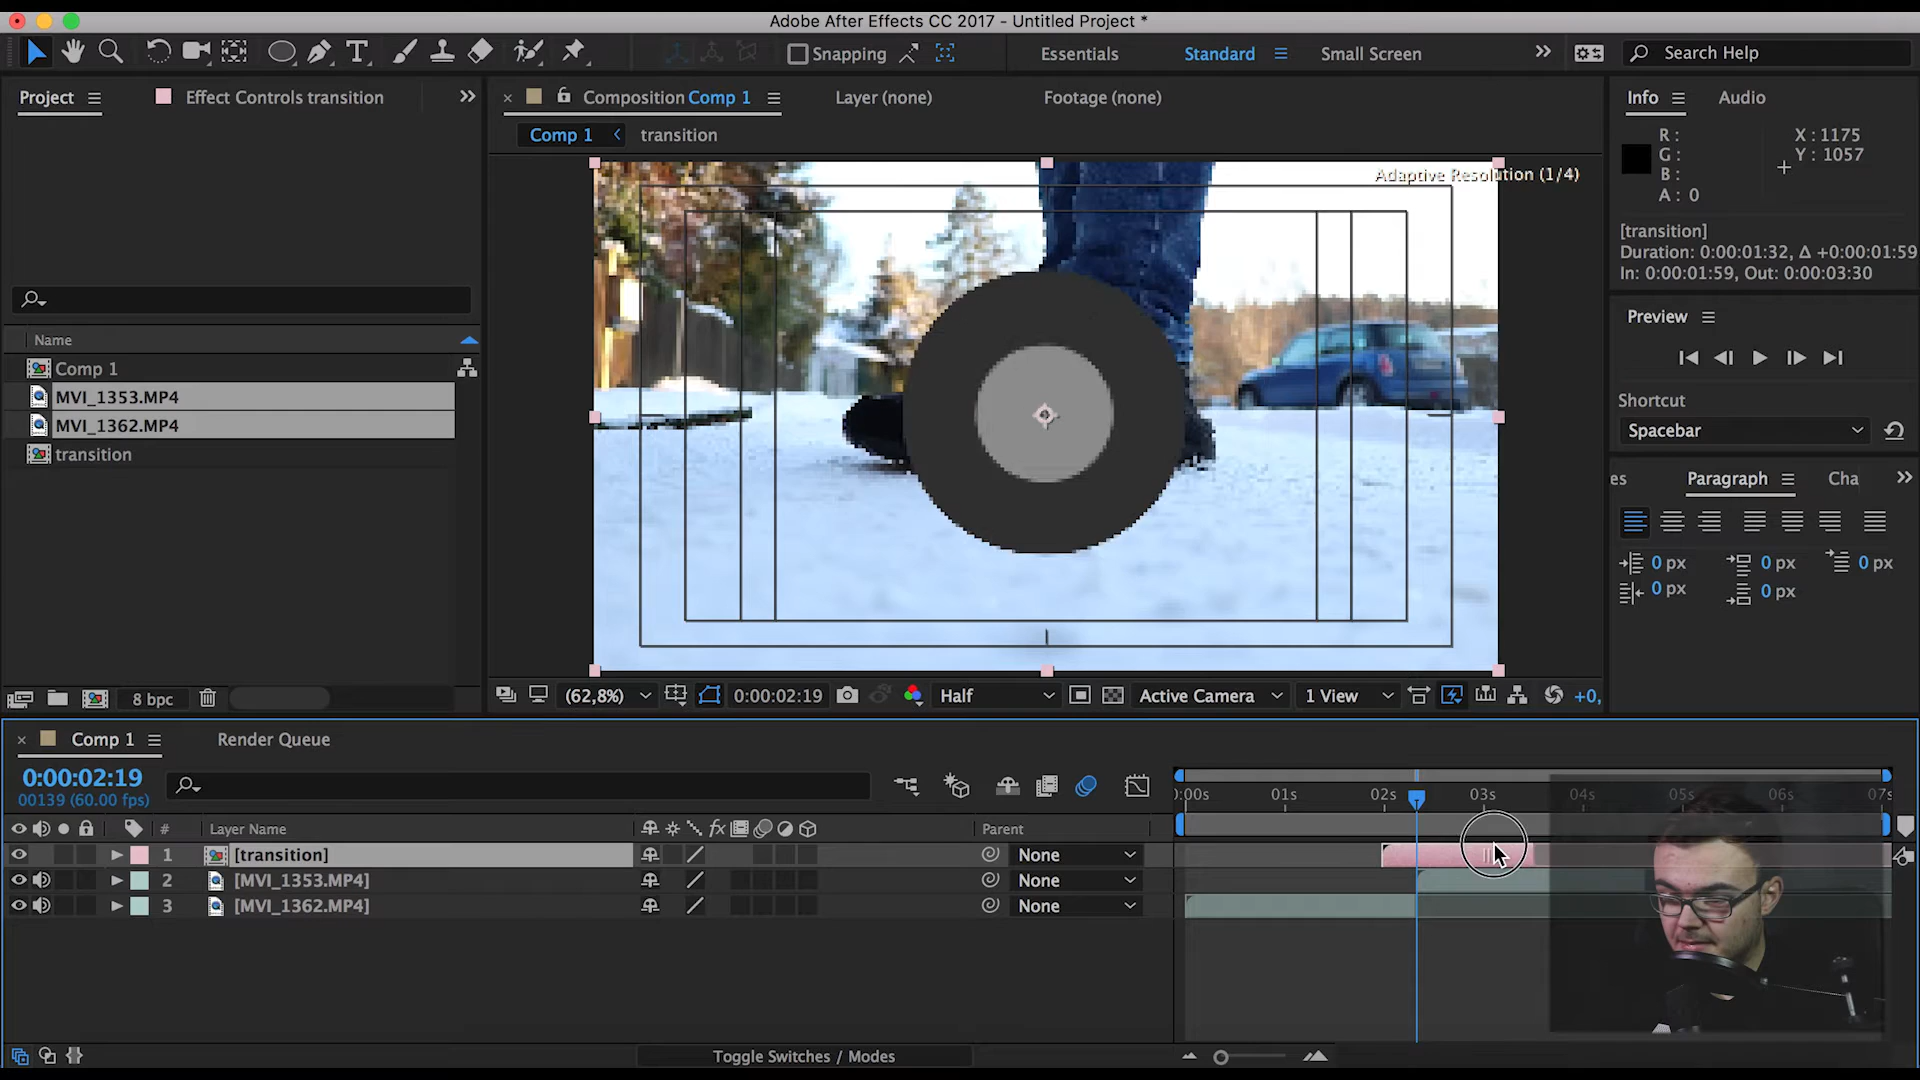 Adobe After Effects CC 2017 - Untitled Project *
Snapping
Essentials
Standard
Small Screen
Search Help
Project
Effect Controls transition
Composition Comp 1
Layer (none)
Footage (none)
Info
Audio
Comp 1
transition
R :
G :
B :
A : 0
X : 1175
Y : 1057
Adaptive Resolution (1/4)
[transition]
Duration: 0:00:01:32, Δ +0:00:01:59
In: 0:00:01:59, Out: 0:00:03:30
Preview
Name
Comp 1
MVI_1353.MP4
MVI_1362.MP4
transition
Shortcut
Spacebar
es
Paragraph
Cha
0 px
0 px
0 px
0 px
0 px
8 bpc
(62,8%)
0:00:02:19
Half
Active Camera
1 View
+0,
Comp 1
Render Queue
0:00:02:19
00139 (60.00 fps)
):00s
01s
02s
03s
04s
05s
06s
07s
#
Layer Name
fx
Parent
1
[transition]
None
2
[MVI_1353.MP4]
None
3
[MVI_1362.MP4]
None
Toggle Switches / Modes